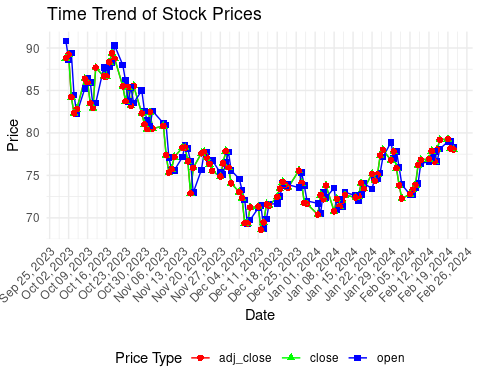 Time Trend of Stock Prices
Price
90
85
80
75
70
Sep 25, 2023
Oct 02, 2023
Oct 09, 2023
Oct 16, 2023
Oct 23, 2023
Oct 30, 2023
Nov 06, 2023
Nov 13, 2023
Nov 20, 2023
Nov 27, 2023
Dec 04, 2023
Dec 11, 2023
Dec 18, 2023
Dec 25, 2023
Jan 01, 2024
Jan 08, 2024
Jan 15, 2024
Jan 22, 2024
Jan 29, 2024
Feb 05, 2024
Feb 12, 2024
Feb 19, 2024
Feb 26, 2024
Date
Price Type adj_close close open